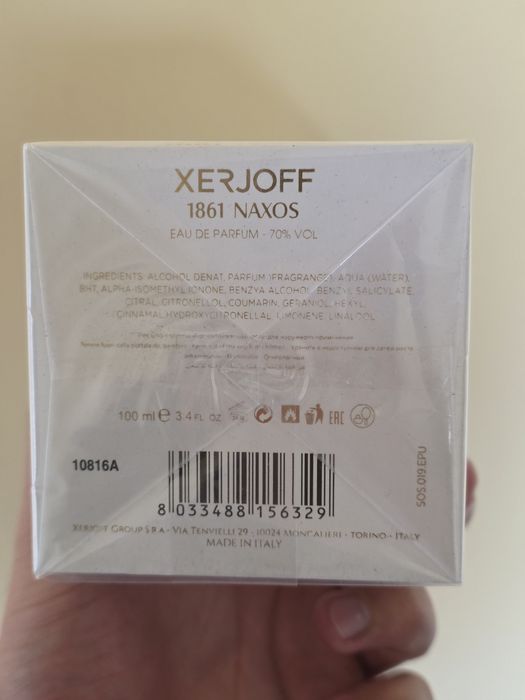 XERJOFF
1861 NAXOS
EAU DE PARFUM - 70% VOL
INGREDIENTS: ALCOHOL DENAT, PARFUM (FRAGRANCE), AQUA (WATER),
BHT, ALPHA-ISOMETHYL IONONE, BENZYA ALCOHOL, BENZYL SALICYLATE,
CITRAL, CITRONELLOL, COUMARIN, GERANIOL, HEXYL
CINNAMAL, HYDROXYCITRONELLAL, LIMONENE, LINALOOL
100 ml e 3.4 FL OZ EAC
10816A
8 033488 156329
SOS.019.EPU
XERJOFF GROUP S.P.A - VIA TENVIELLI 29 - 10024 MONCALIERI - TORINO - ITALY
MADE IN ITALY